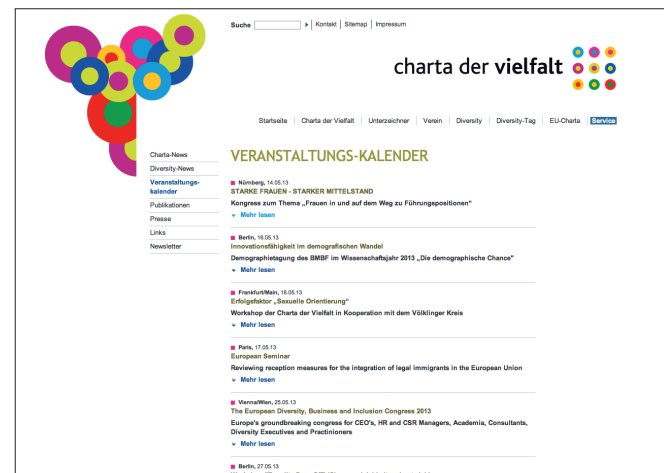 Suche | Kontakt | Sitemap | Impressum
charta der vielfalt
Startseite | Charta der Vielfalt | Unterzeichner | Verein | Diversity | Diversity-Tag | EU-Charta | Service
Charta-News
Diversity-News
Veranstaltungs-
kalender
Publikationen
Presse
Links
Newsletter
VERANSTALTUNGS-KALENDER
Nürnberg, 14.05.13
STARKE FRAUEN - STARKER MITTELSTAND
Kongress zum Thema „Frauen in und auf dem Weg zu Führungspositionen“
Mehr lesen
Berlin, 16.05.13
Innovationsfähigkeit im demografischen Wandel
Demographietagung des BMBF im Wissenschaftsjahr 2013 „Die demographische Chance"
Mehr lesen
Frankfurt/Main, 16.05.13
Erfolgsfaktor „Sexuelle Orientierung“
Workshop der Charta der Vielfalt in Kooperation mit dem Völklinger Kreis
Mehr lesen
Paris, 17.05.13
European Seminar
Reviewing reception measures for the integration of legal immigrants in the European Union
Mehr lesen
Vienna/Wien, 25.05.13
The European Diversity, Business and Inclusion Congress 2013
Europe's groundbreaking congress for CEO's, HR and CSR Managers, Academia, Consultants,
Diversity Executives and Practinioners
Mehr lesen
Berlin, 27.05.13